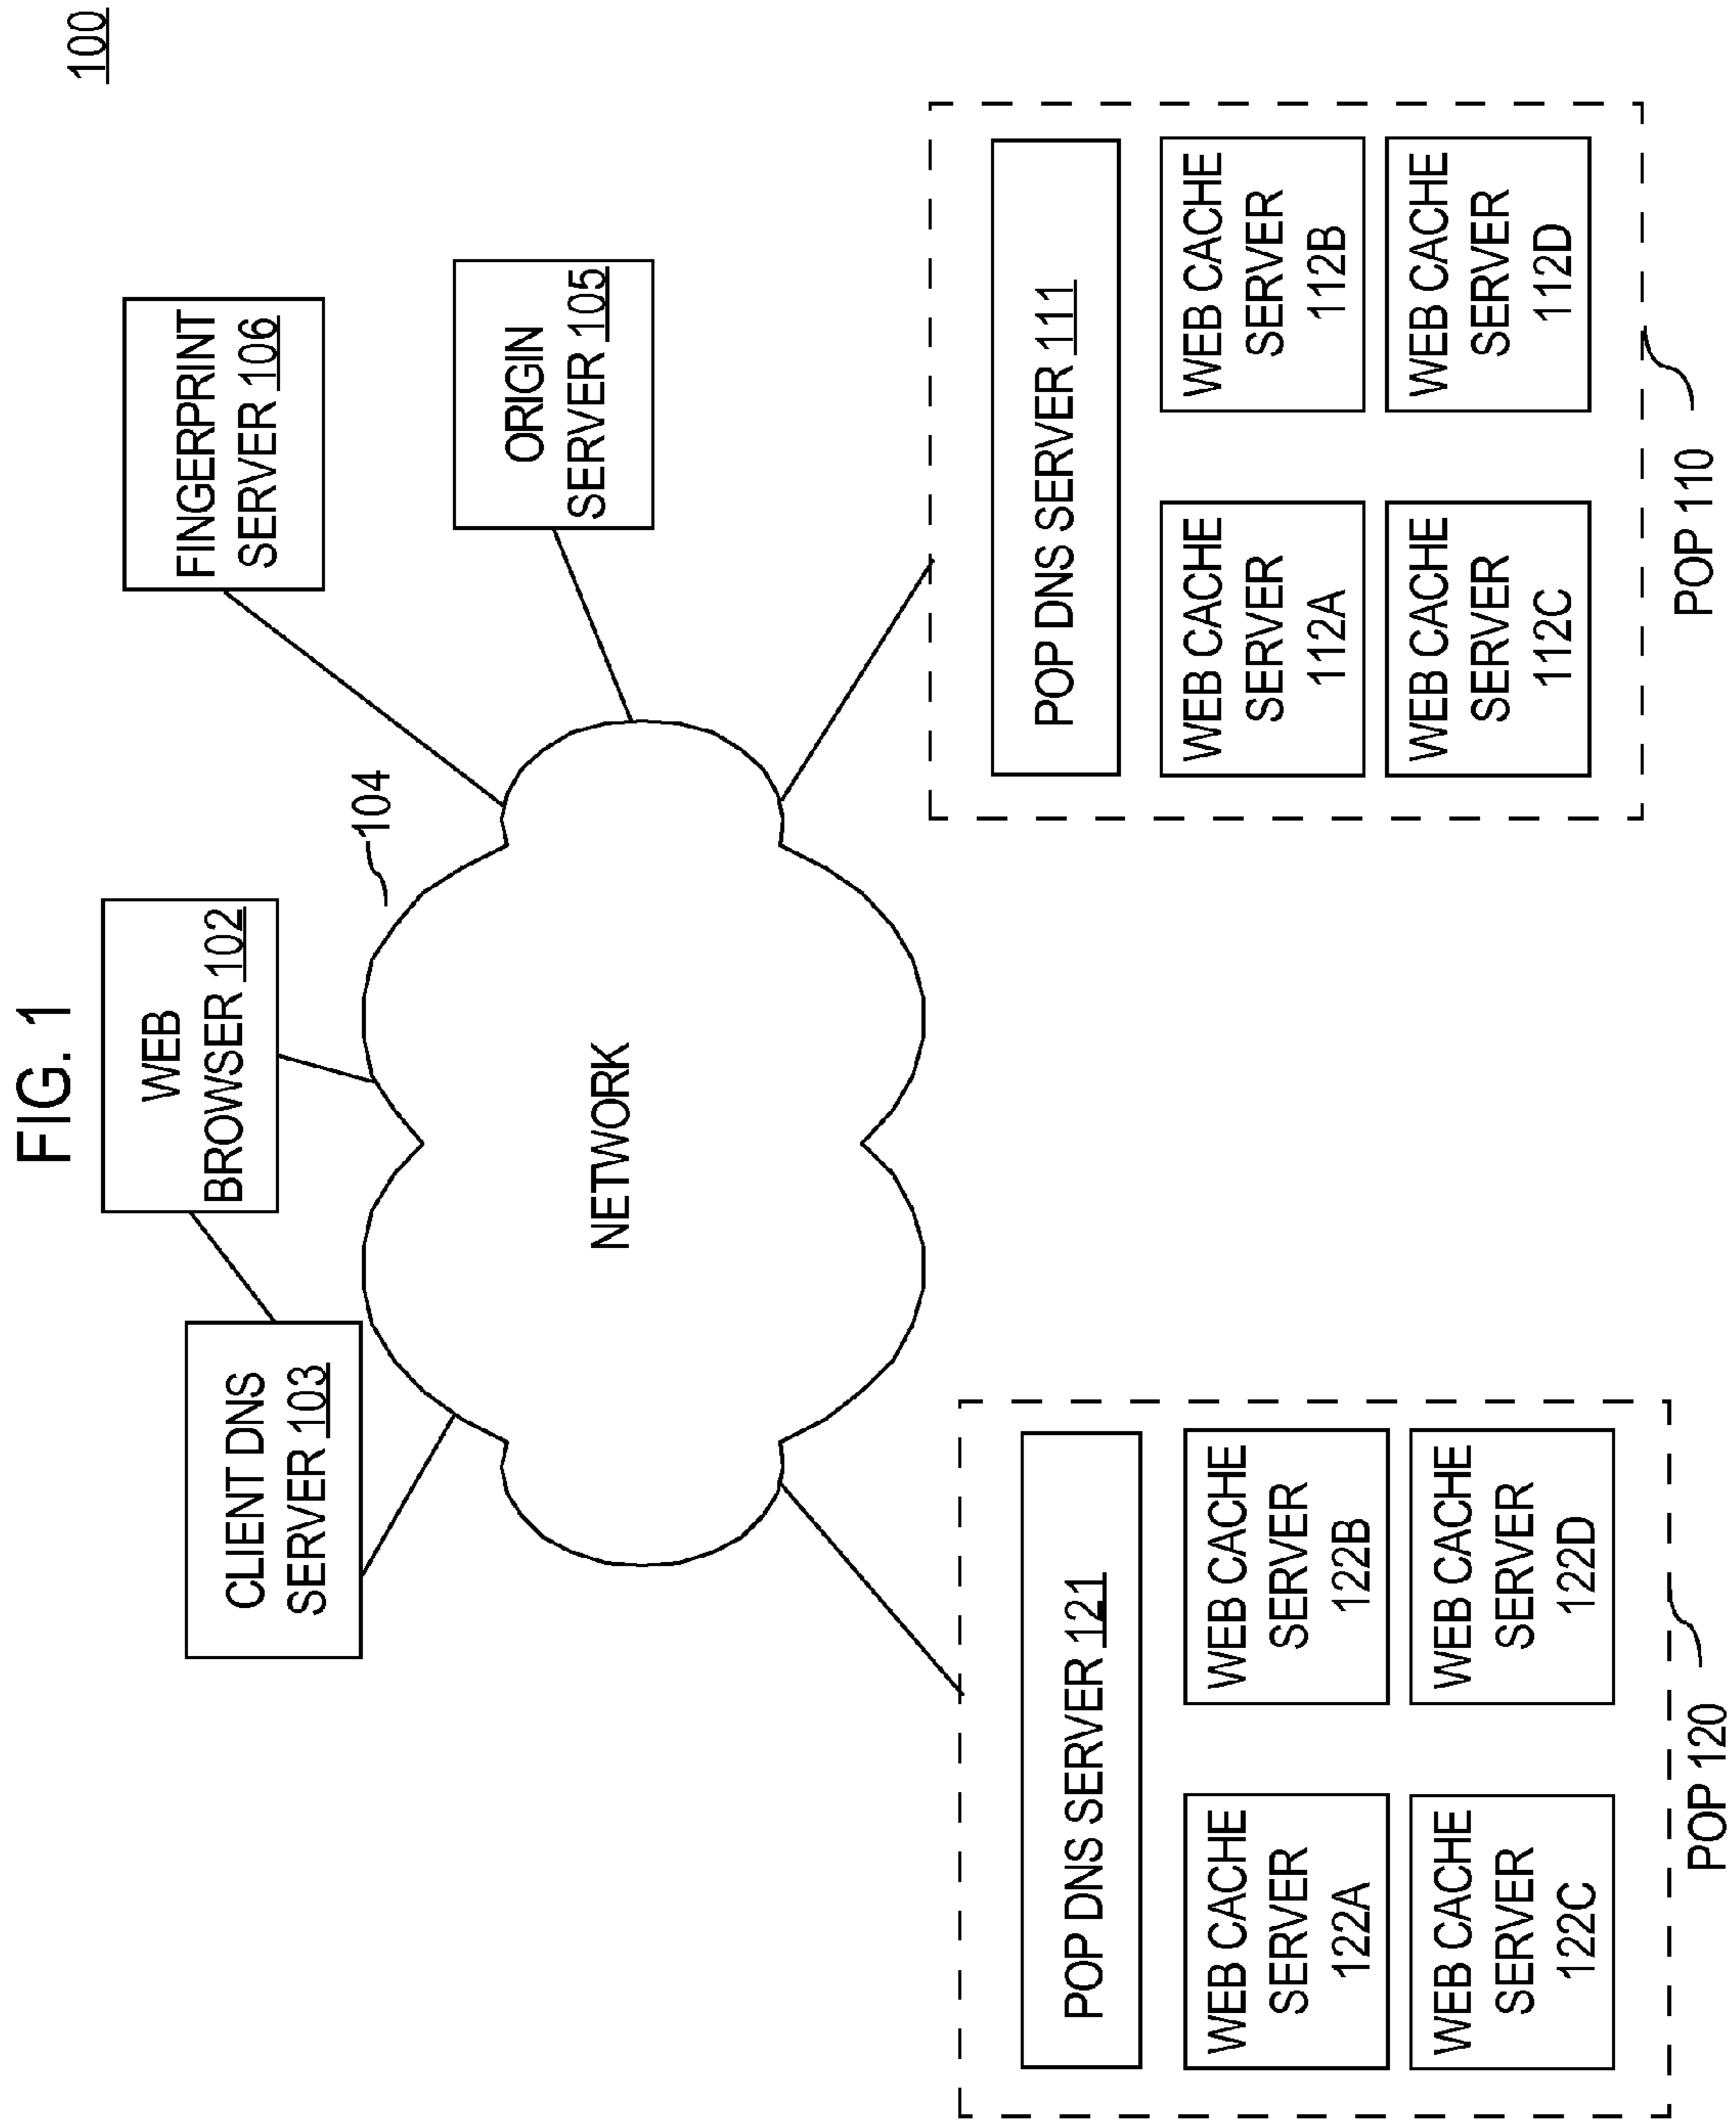 FIG. 1
100
WEB
BROWSER 102
CLIENT DNS
SERVER 103
104
FINGERPRINT
SERVER 106
ORIGIN
SERVER 105
NETWORK
POP DNS SERVER 121
WEB CACHE
SERVER
122A
WEB CACHE
SERVER
122B
WEB CACHE
SERVER
122C
WEB CACHE
SERVER
122D
POP 120
POP DNS SERVER 111
WEB CACHE
SERVER
112A
WEB CACHE
SERVER
112B
WEB CACHE
SERVER
112C
WEB CACHE
SERVER
112D
POP 110